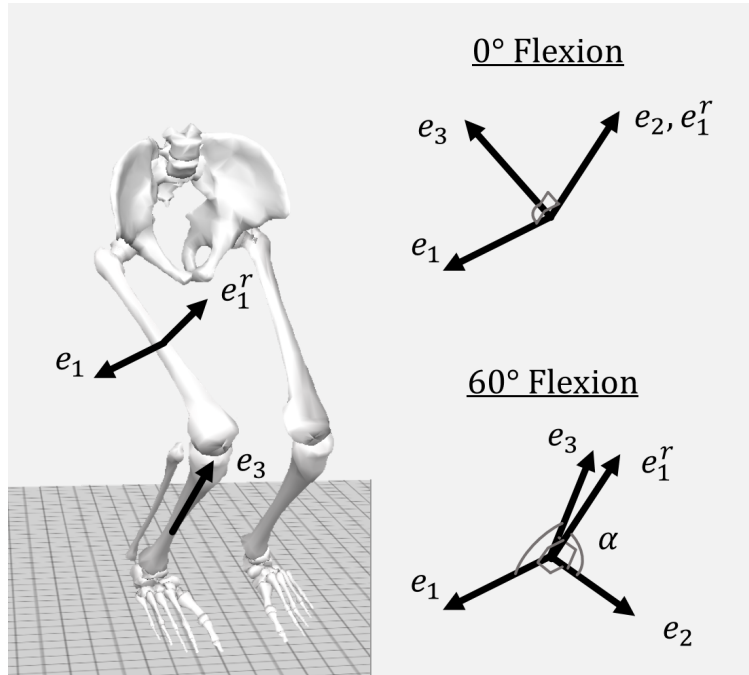 0° Flexion
e₃
e₂, e₁ʳ
e₁
e₁ʳ
e₁
e₃
60° Flexion
e₃
e₁ʳ
α
e₁
e₂